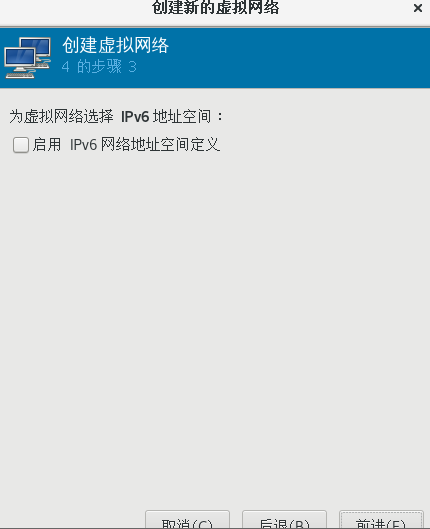 创建新的虚拟网络
创建虚拟网络
4 的步骤 3
为虚拟网络选择 IPv6 地址空间：
启用 IPv6 网络地址空间定义
取消(C) 后退(B) 前进(F)